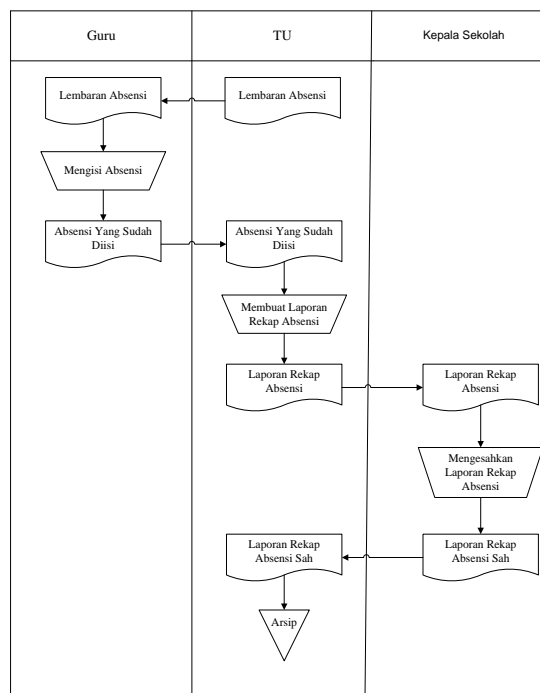 Guru
TU
Kepala Sekolah
Lembaran Absensi
Lembaran Absensi
Mengisi Absensi
Absensi Yang Sudah
Diisi
Absensi Yang Sudah
Diisi
Membuat Laporan
Rekap Absensi
Laporan Rekap
Absensi
Laporan Rekap
Absensi
Mengesahkan
Laporan Rekap
Absensi
Laporan Rekap
Absensi Sah
Laporan Rekap
Absensi Sah
Arsip